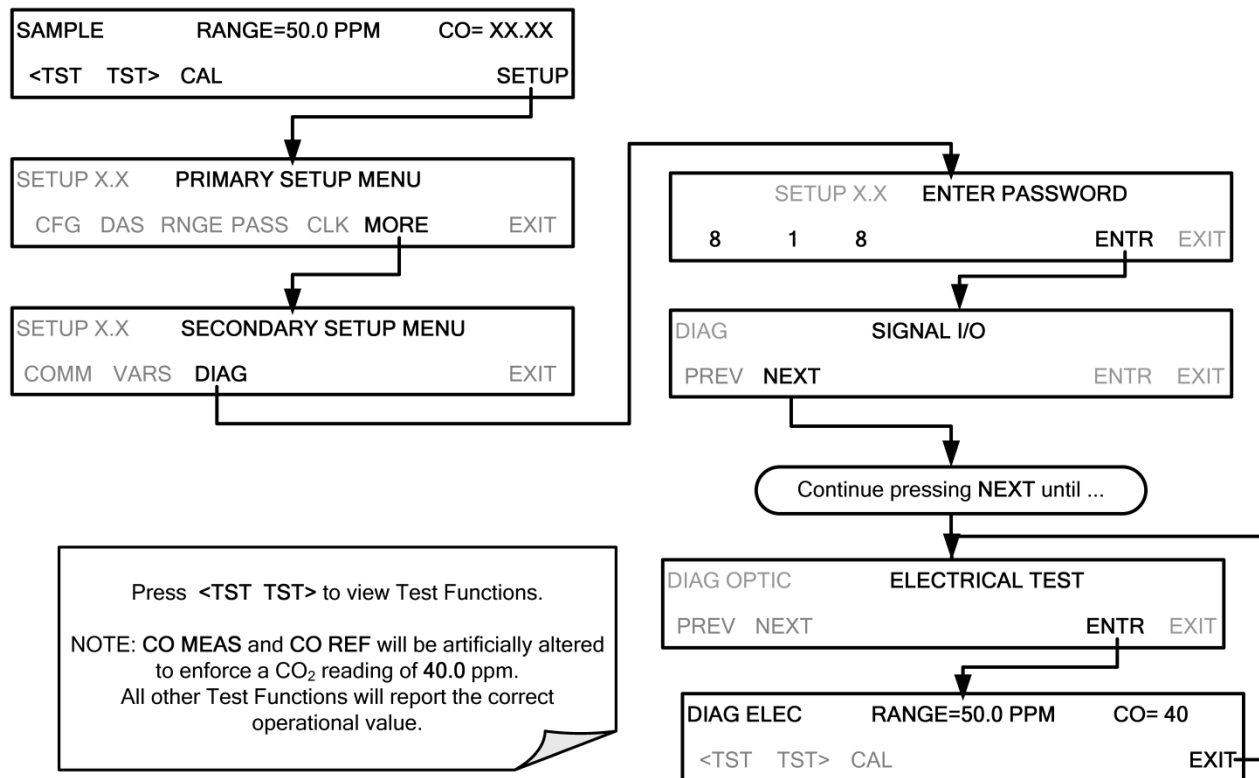 SAMPLE RANGE=50.0 PPM CO= XX.XX
<TST TST> CAL SETUP
SETUP X.X PRIMARY SETUP MENU
CFG DAS RNGE PASS CLK MORE EXIT
SETUP X.X SECONDARY SETUP MENU
COMM VARS DIAG EXIT
SETUP X.X ENTER PASSWORD
8 1 8 ENTR EXIT
DIAG SIGNAL I/O
PREV NEXT ENTR EXIT
Continue pressing NEXT until ...
DIAG OPTIC ELECTRICAL TEST
PREV NEXT ENTR EXIT
DIAG ELEC RANGE=50.0 PPM CO= 40
<TST TST> CAL EXIT
Press <TST TST> to view Test Functions.
NOTE: CO MEAS and CO REF will be artificially altered
to enforce a CO₂ reading of 40.0 ppm.
All other Test Functions will report the correct
operational value.